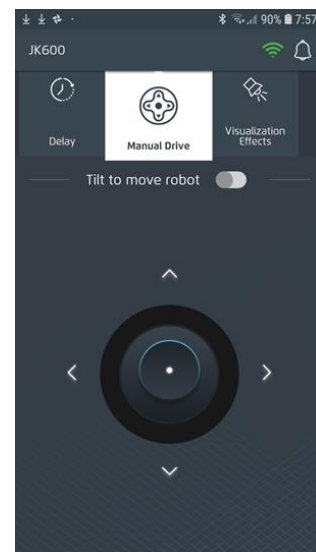 90% 7:57
JK600
Delay
Manual Drive
Visualization
Effects
Tilt to move robot